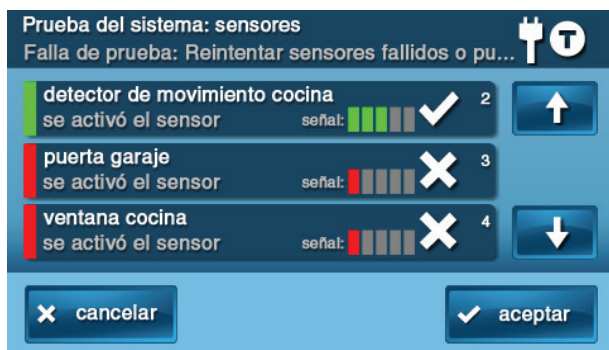 Prueba del sistema: sensores
Falla de prueba: Reintentar sensores fallidos o pu...
T
detector de movimiento cocina
2
se activó el sensor
señal:
puerta garaje
3
se activó el sensor
señal:
ventana cocina
4
se activó el sensor
señal:
cancelar
aceptar